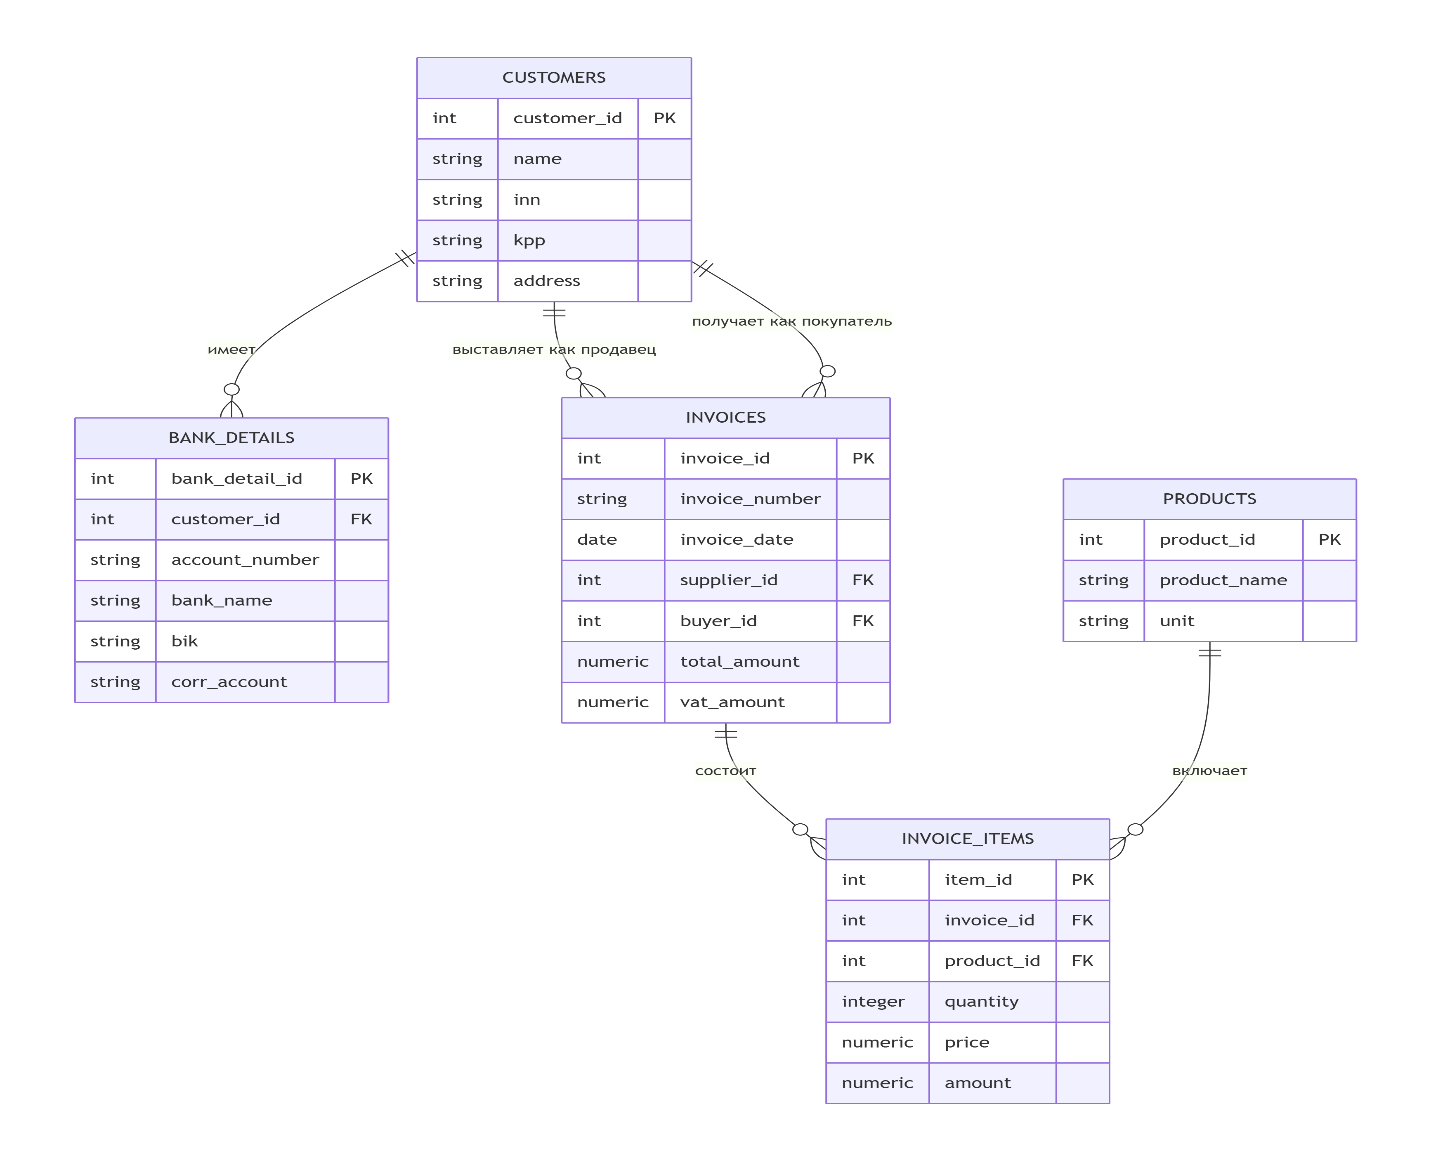 CUSTOMERS
int customer_id PK
string name
string inn
string kpp
string address
имеет
выставляет как продавец
получает как покупатель
BANK_DETAILS
int bank_detail_id PK
int customer_id FK
string account_number
string bank_name
string bik
string corr_account
INVOICES
int invoice_id PK
string invoice_number
date invoice_date
int supplier_id FK
int buyer_id FK
numeric total_amount
numeric vat_amount
PRODUCTS
int product_id PK
string product_name
string unit
состоит
включает
INVOICE_ITEMS
int item_id PK
int invoice_id FK
int product_id FK
integer quantity
numeric price
numeric amount